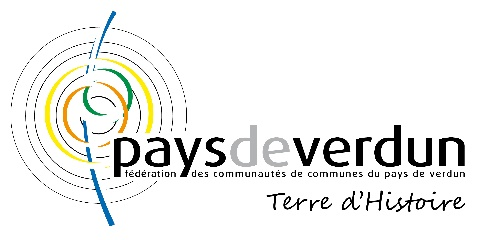 paysdeverdun
fédération des communautés de communes du pays de verdun
Terre d'Histoire